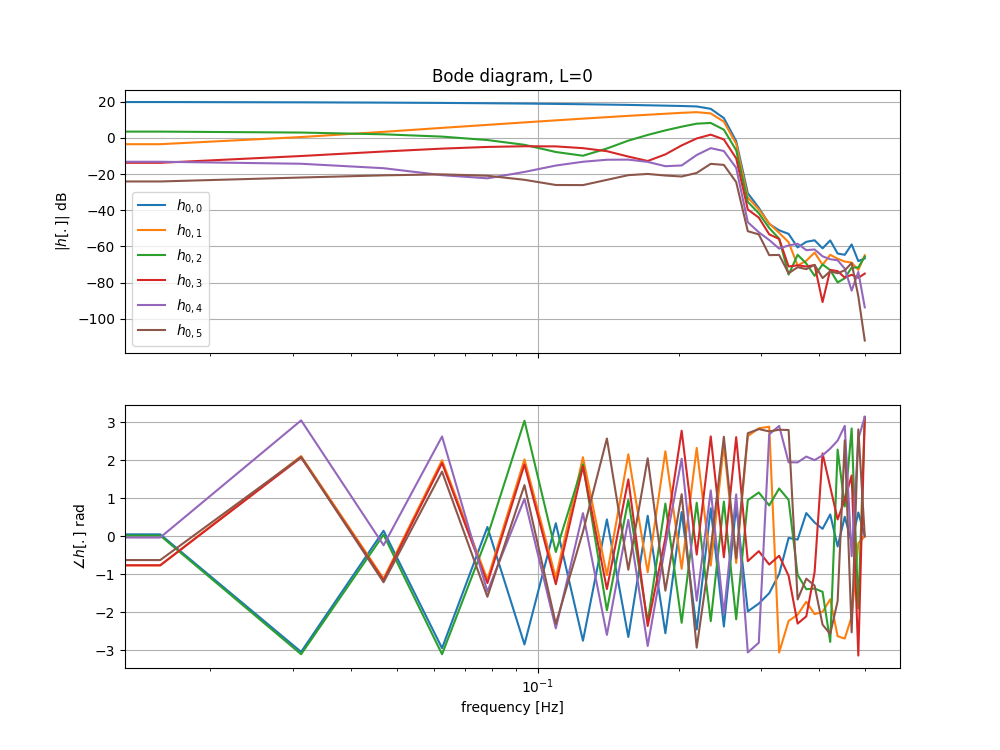 Bode diagram, L=0
|h[.]| dB
20
0
−20
−40
−60
−80
−100
h0,0
h0,1
h0,2
h0,3
h0,4
h0,5
∠h[.] rad
3
2
1
0
−1
−2
−3
10−1
frequency [Hz]